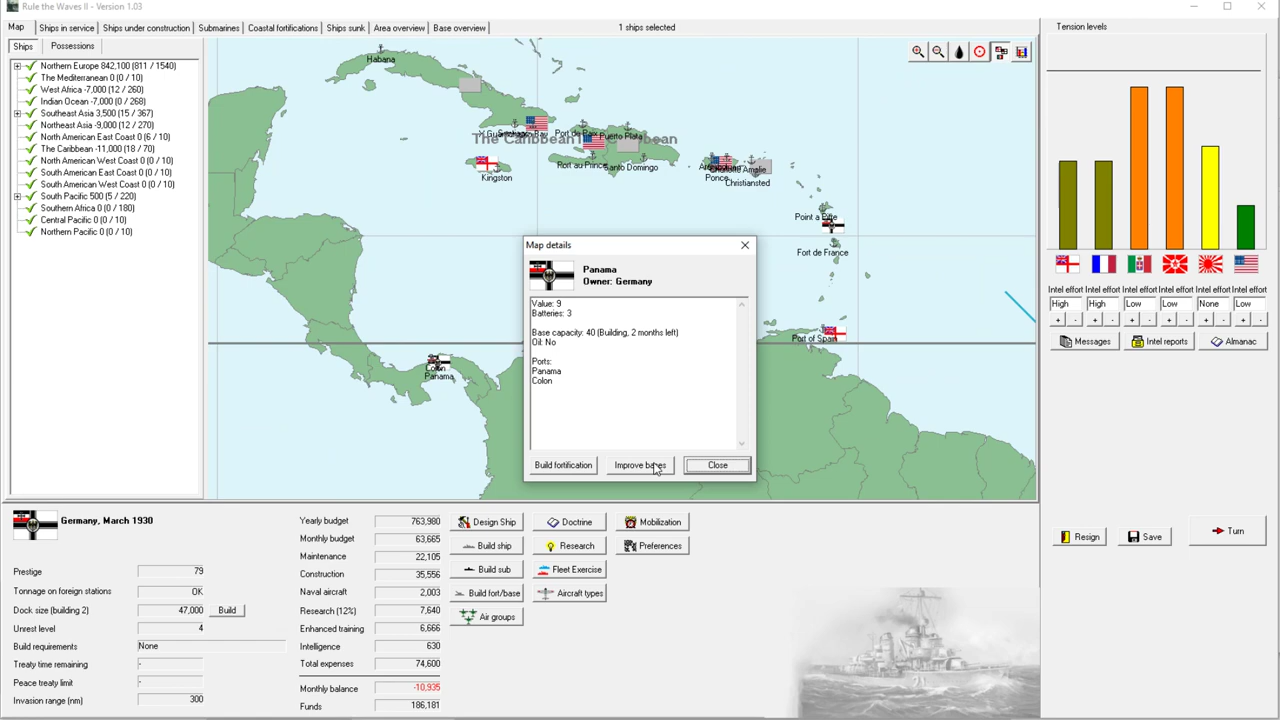 Rule the Waves II - Version 1.03
Map
Ships in service
Ships under construction
Submarines
Coastal fortifications
Ships sunk
Area overview
Base overview
1 ships selected
Ships
Possessions
Northern Europe 842,100 (811 / 1540)
The Mediterranean 0 (0 / 10)
West Africa -7,000 (12 / 260)
Indian Ocean -7,000 (0 / 268)
Southeast Asia 3,500 (15 / 367)
Northeast Asia -9,000 (12 / 270)
North American East Coast 0 (6 / 10)
The Caribbean -11,000 (18 / 70)
North American West Coast 0 (0 / 10)
South American East Coast 0 (0 / 10)
South American West Coast 0 (0 / 10)
South Pacific 500 (5 / 220)
Southern Africa 0 (0 / 180)
Central Pacific 0 (0 / 10)
Northern Pacific 0 (0 / 10)
Habana
Puerto Plata
The Caribbean
Santo Domingo
Kingston
Ponce
Charlotte Amalie
Christiansted
Fort de France
Port of Spain
Colon
Panama
Map details
Panama
Owner: Germany
Value: 9
Batteries: 3
Base capacity: 40 (Building, 2 months left)
Oil: No
Ports:
Panama
Colon
Build fortification
Improve bases
Close
Tension levels
Intel effort Intel effort Intel effort Intel effort Intel effort Intel effort
High High Low Low None Low
+ - + - + - + - + - + -
Messages
Intel reports
Almanac
Resign
Save
Turn
Germany, March 1930
Prestige 79
Tonnage on foreign stations OK
Dock size (building 2) 47,000 Build
Unrest level 4
Build requirements None
Treaty time remaining -
Peace treaty limit -
Invasion range (nm) 300
Yearly budget 763,980
Monthly budget 63,665
Maintenance 22,105
Construction 35,556
Naval aircraft 2,003
Research (12%) 7,640
Enhanced training 6,666
Intelligence 630
Total expenses 74,600
Monthly balance -10,935
Funds 186,181
Design Ship
Doctrine
Mobilization
Build ship
Research
Preferences
Build sub
Fleet Exercise
Build fort/base
Aircraft types
Air groups